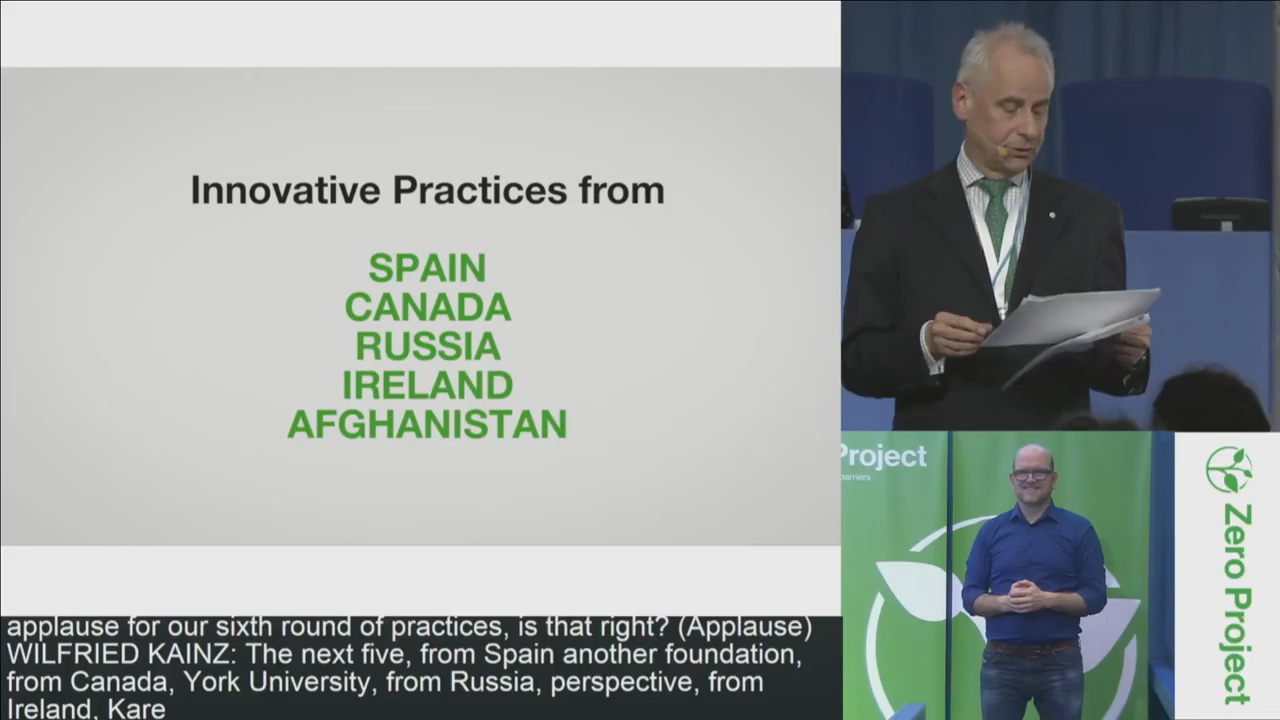 Innovative Practices from
SPAIN
CANADA
RUSSIA
IRELAND
AFGHANISTAN
applause for our sixth round of practices, is that right? (Applause)
WILFRIED KAINZ: The next five, from Spain another foundation,
from Canada, York University, from Russia, perspective, from
Ireland, Kare
Project
barriers
Zero Project